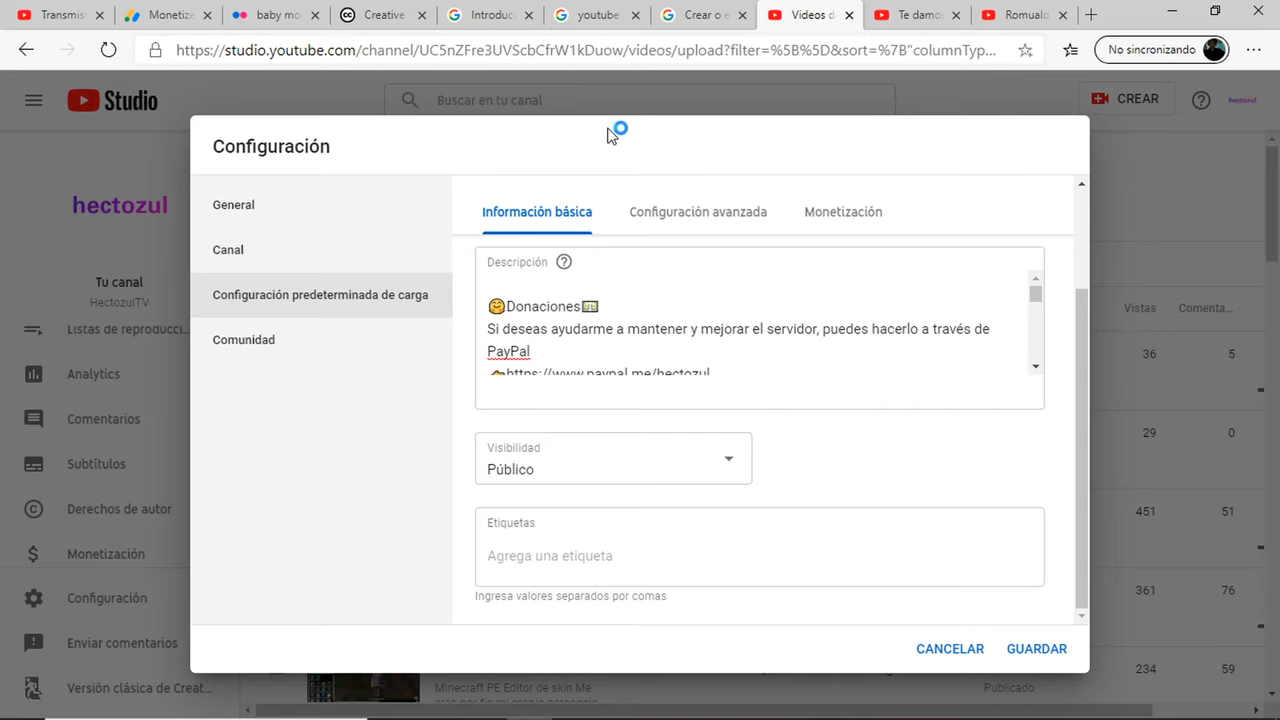 Transmis
Monetize
baby mo
Creative
Introduc
youtube
Crear o e
Videos d
Te damo
Romuald
https://studio.youtube.com/channel/UC5nZFre3UVScbCfrW1kDuow/videos/upload?filter=%5B%5D&sort=%7B"columnTyp...
No sincronizando
Studio
Buscar en tu canal
CREAR
hectozul
Configuración
hectozul
Tu canal
HectozulTV
Listas de reproducci...
Analytics
Comentarios
Subtítulos
Derechos de autor
Monetización
Configuración
Enviar comentarios
Versión clásica de Creat...
General
Canal
Configuración predeterminada de carga
Comunidad
Información básica
Configuración avanzada
Monetización
Descripción
🤗Donaciones💵
Si deseas ayudarme a mantener y mejorar el servidor, puedes hacerlo a través de
PayPal
https://www.paypal.me/hectozul
Visibilidad
Público
Etiquetas
Agrega una etiqueta
Ingresa valores separados por comas
CANCELAR
GUARDAR
Vistas
Comenta...
36 5
29 0
451 51
361 76
234 59
Minecraft PE Editor de skin Me
Publicado